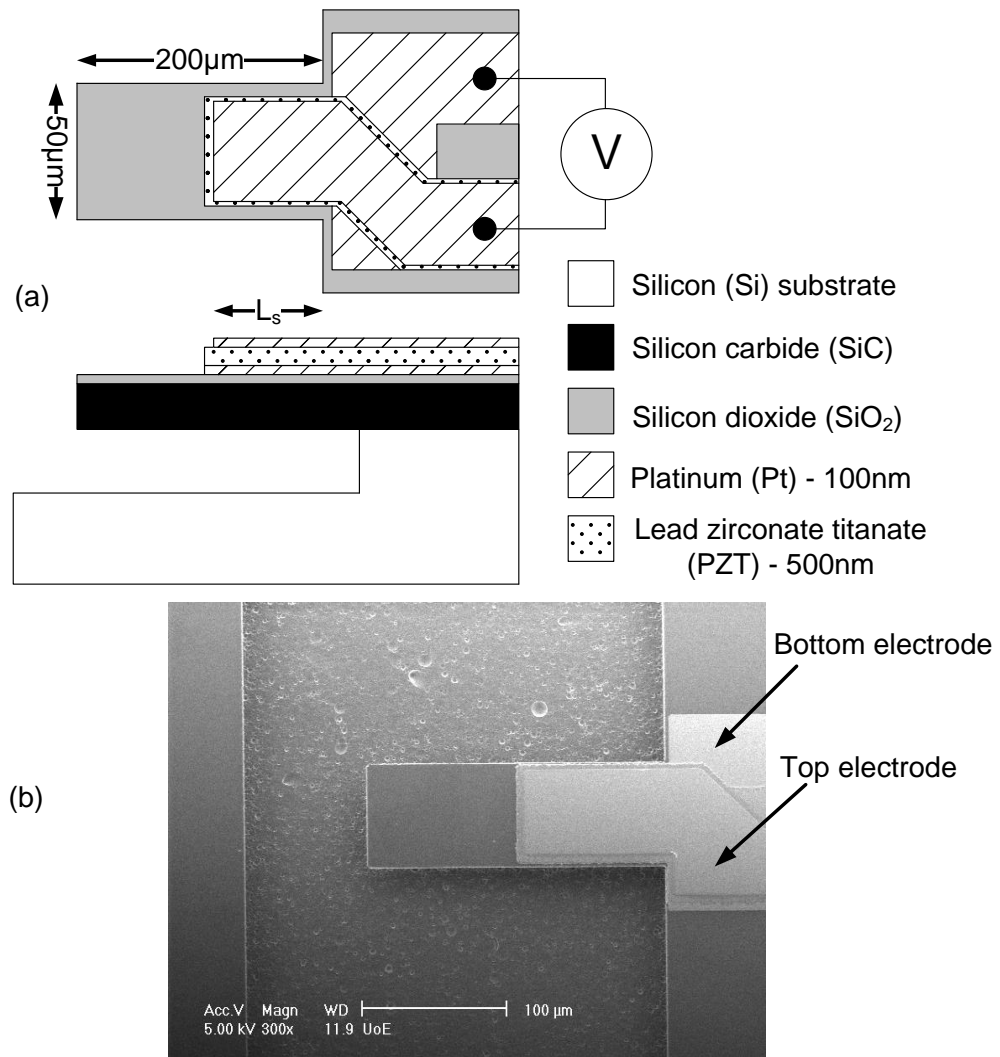 200µm
50µm
V
(a)
Ls
Silicon (Si) substrate
Silicon carbide (SiC)
Silicon dioxide (SiO₂)
Platinum (Pt) - 100nm
Lead zirconate titanate
(PZT) - 500nm
Bottom electrode
Top electrode
(b)
Acc.V Magn WD 100 µm
5.00 kV 300x 11.9 UoE